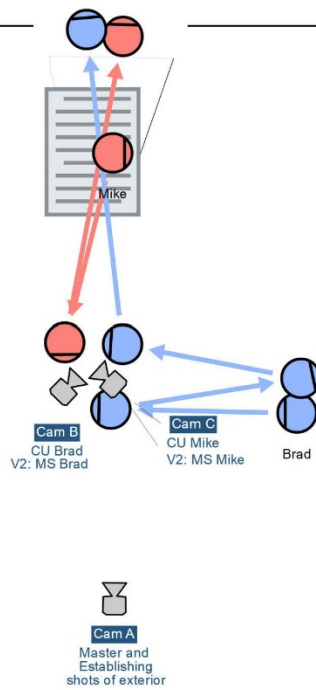 Mike
Cam B
CU Brad
V2: MS Brad
Cam C
CU Mike
V2: MS Mike
Brad
Cam A
Master and
Establishing
shots of exterior